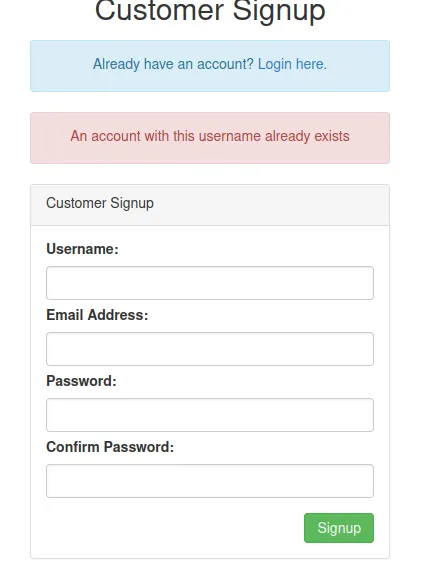 Customer Signup
Already have an account? Login here.
An account with this username already exists
Customer Signup
Username:
Email Address:
Password:
Confirm Password:
Signup